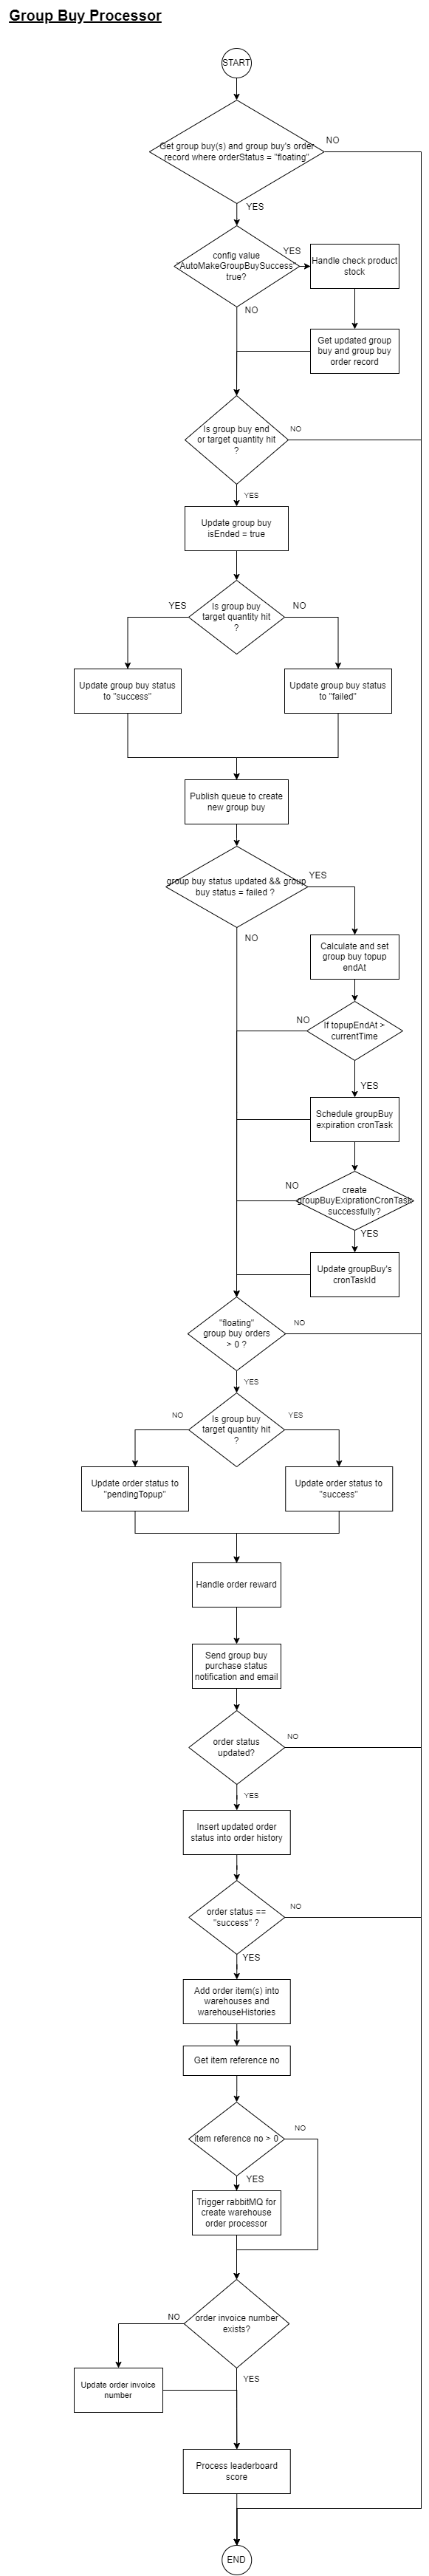 Group Buy Processor
START
Get group buy(s) and group buy's order
record where orderStatus = "floating"
NO
YES
config value
"AutoMakeGroupBuySuccess"
true?
YES
NO
Handle check product
stock
Get updated group
buy and group buy
order record
Is group buy end
or target quantity hit
?
NO
YES
Update group buy
isEnded = true
Is group buy
target quantity hit
?
YES
NO
Update group buy status
to "success"
Update group buy status
to "failed"
Publish queue to create
new group buy
group buy status updated && group
buy status = failed ?
YES
NO
Calculate and set
group buy topup
endAt
If topupEndAt >
currentTime
NO
YES
Schedule groupBuy
expiration cronTask
create
groupBuyExiprationCronTask
successfully?
NO
YES
Update groupBuy's
cronTaskId
"floating"
group buy orders
> 0 ?
NO
YES
Is group buy
target quantity hit
?
NO
YES
Update order status to
"pendingTopup"
Update order status to
"success"
Handle order reward
Send group buy
purchase status
notification and email
order status
updated?
NO
YES
Insert updated order
status into order history
order status ==
"success" ?
NO
YES
Add order item(s) into
warehouses and
warehouseHistories
Get item reference no
item reference no > 0
NO
YES
Trigger rabbitMQ for
create warehouse
order processor
order invoice number
exists?
NO
YES
Update order invoice
number
Process leaderboard
score
END